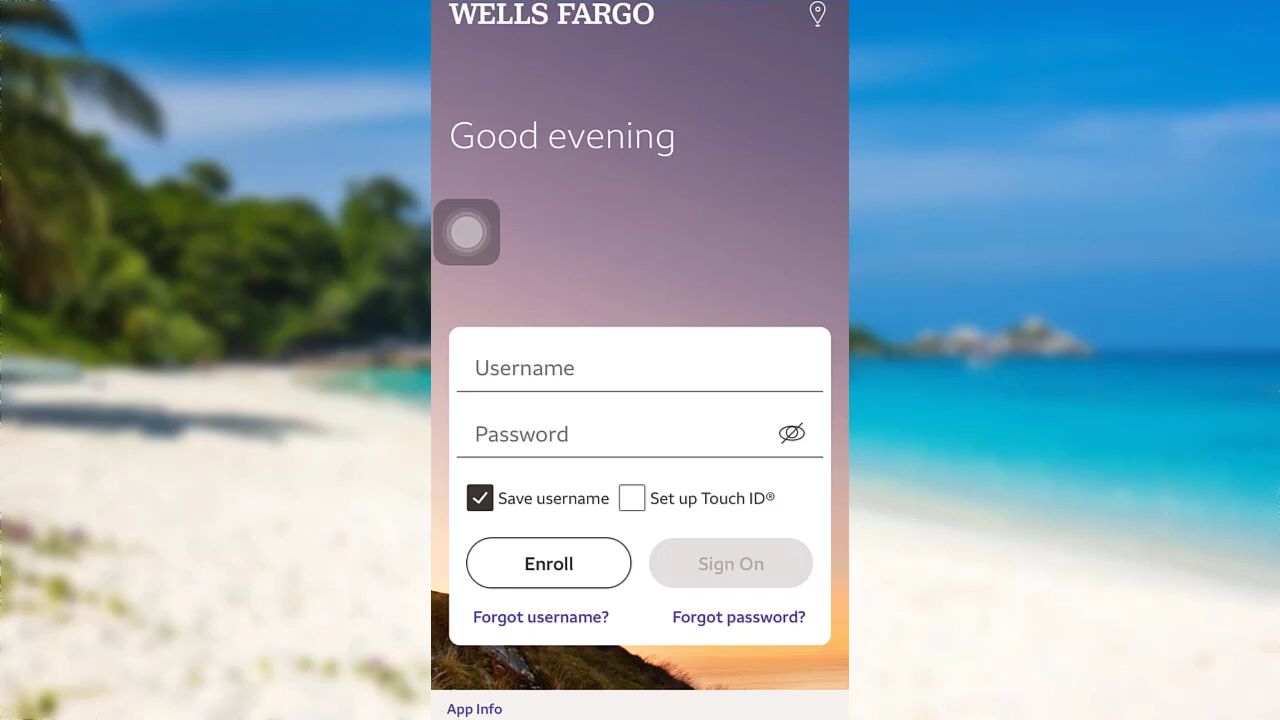 WELLS FARGO
Good evening
Username
Password
Save username Set up Touch ID®
Enroll Sign On
Forgot username? Forgot password?
App Info